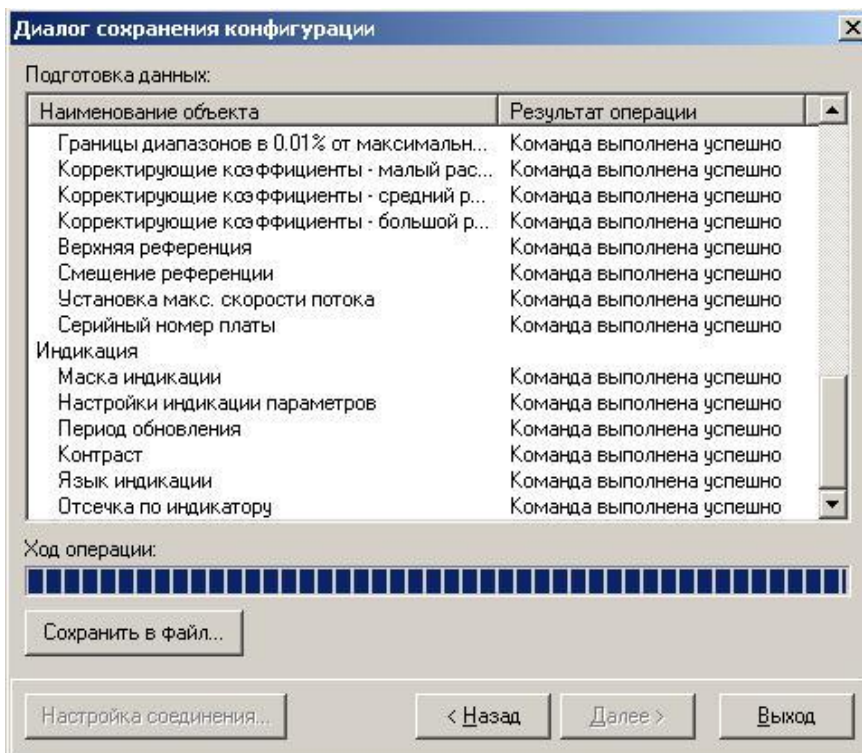 Диалог сохранения конфигурации
Подготовка данных:
Наименование объекта Результат операции
Границы диапазонов в 0.01% от максимальн... Команда выполнена успешно
Корректирующие коэффициенты - малый рас... Команда выполнена успешно
Корректирующие коэффициенты - средний р... Команда выполнена успешно
Корректирующие коэффициенты - большой р... Команда выполнена успешно
Верхняя референция Команда выполнена успешно
Смещение референции Команда выполнена успешно
Установка макс. скорости потока Команда выполнена успешно
Серийный номер платы Команда выполнена успешно
Индикация
Маска индикации Команда выполнена успешно
Настройки индикации параметров Команда выполнена успешно
Период обновления Команда выполнена успешно
Контраст Команда выполнена успешно
Язык индикации Команда выполнена успешно
Отсечка по индикатору Команда выполнена успешно
Ход операции:
Сохранить в файл...
Настройка соединения... < Назад Далее > Выход